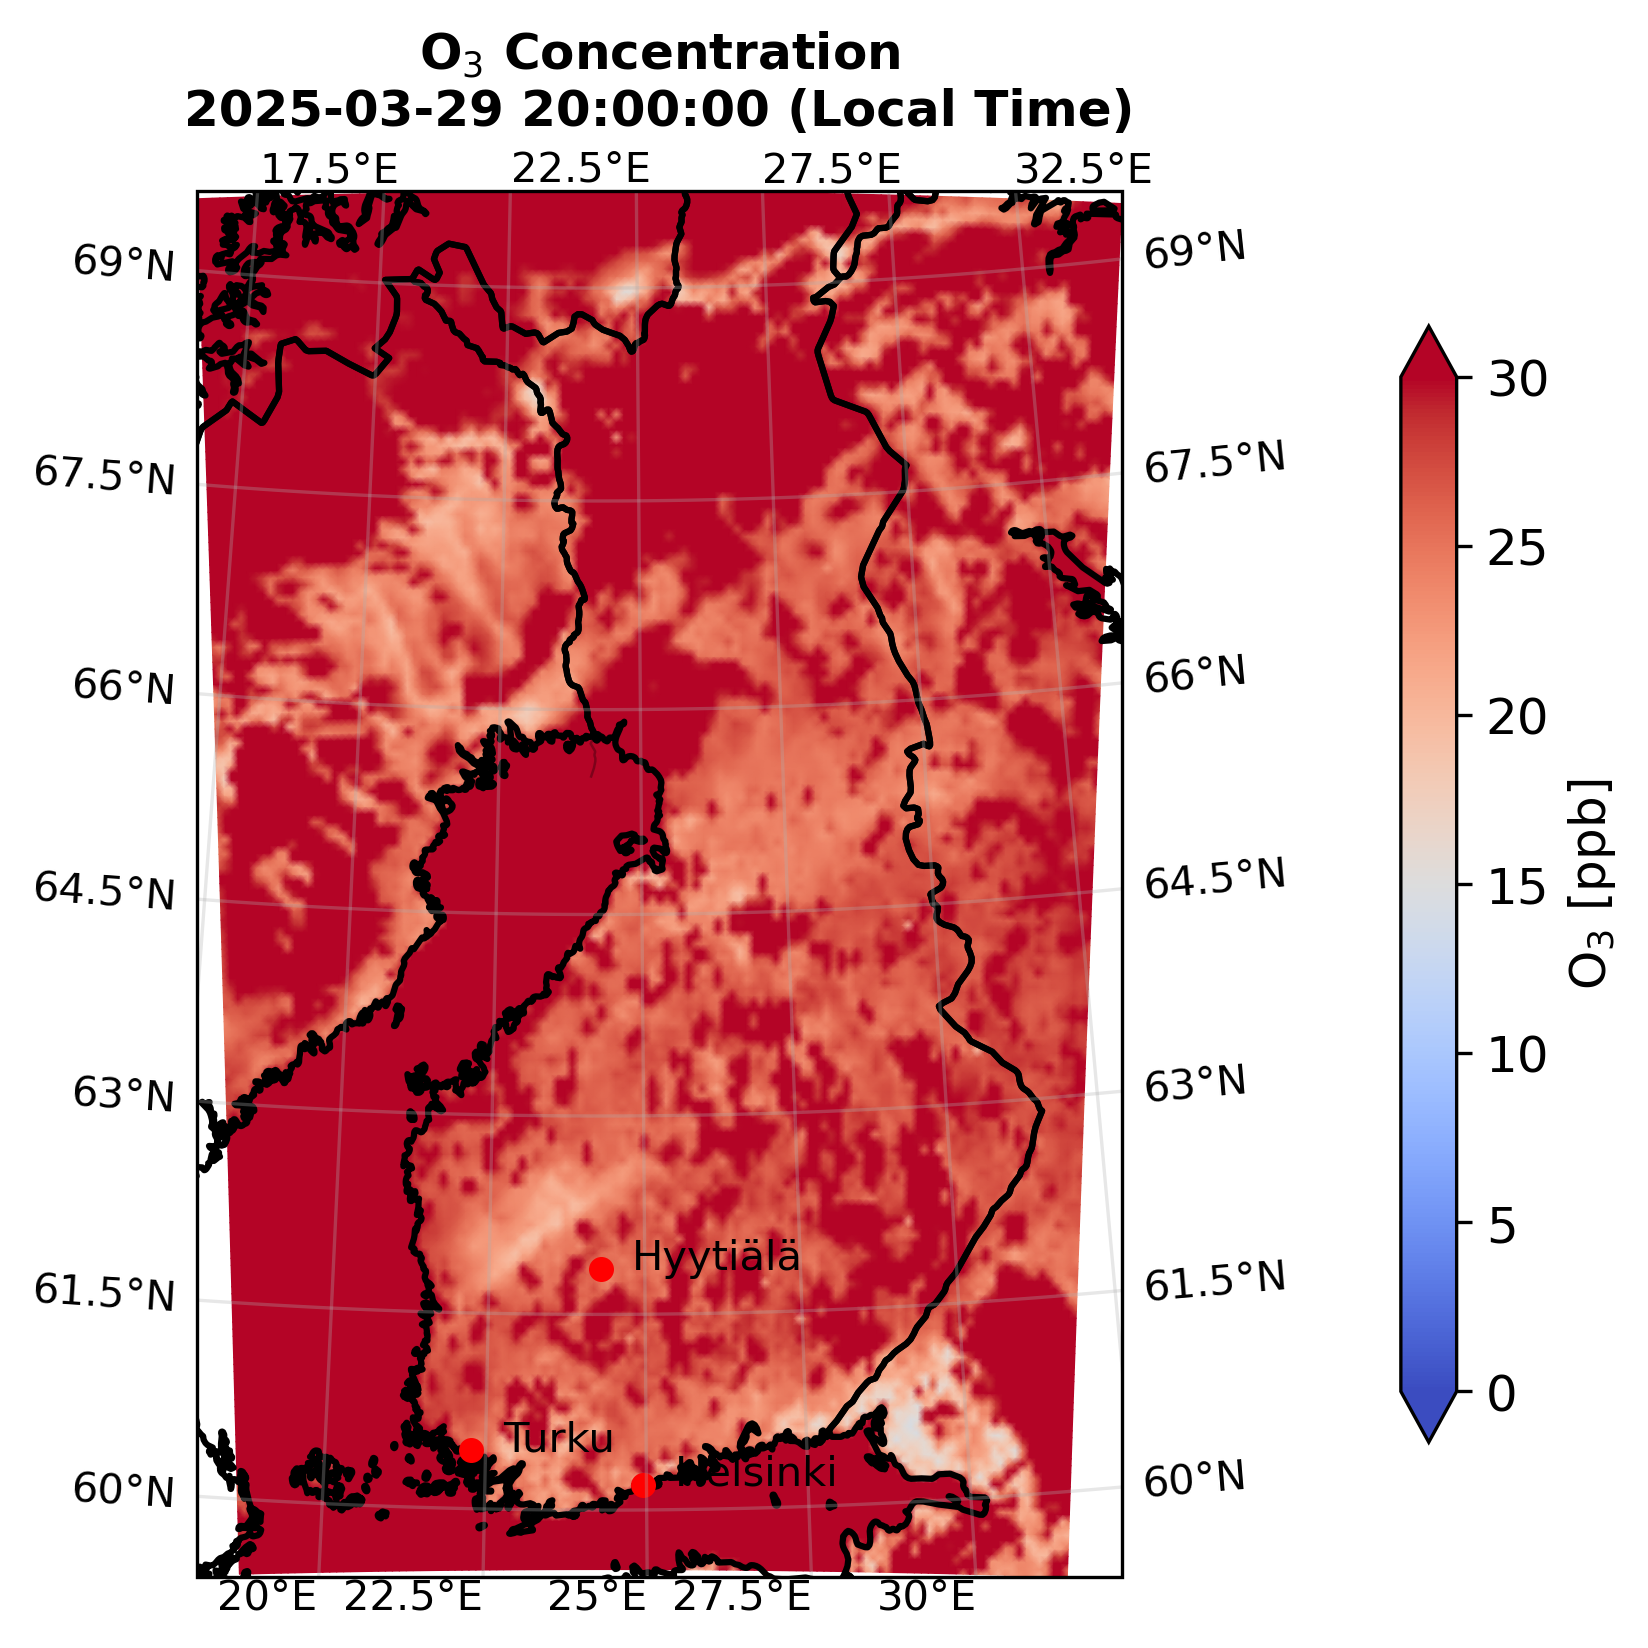 O₃ Concentration
2025-03-29 20:00:00 (Local Time)
17.5°E 22.5°E 27.5°E 32.5°E
69°N 69°N
67.5°N 67.5°N
66°N 66°N
64.5°N 64.5°N
63°N 63°N
61.5°N 61.5°N
60°N 60°N
Hyytiälä
Turku
Helsinki
20°E 22.5°E 25°E 27.5°E 30°E
30
25
20
15
10
5
0
O₃ [ppb]